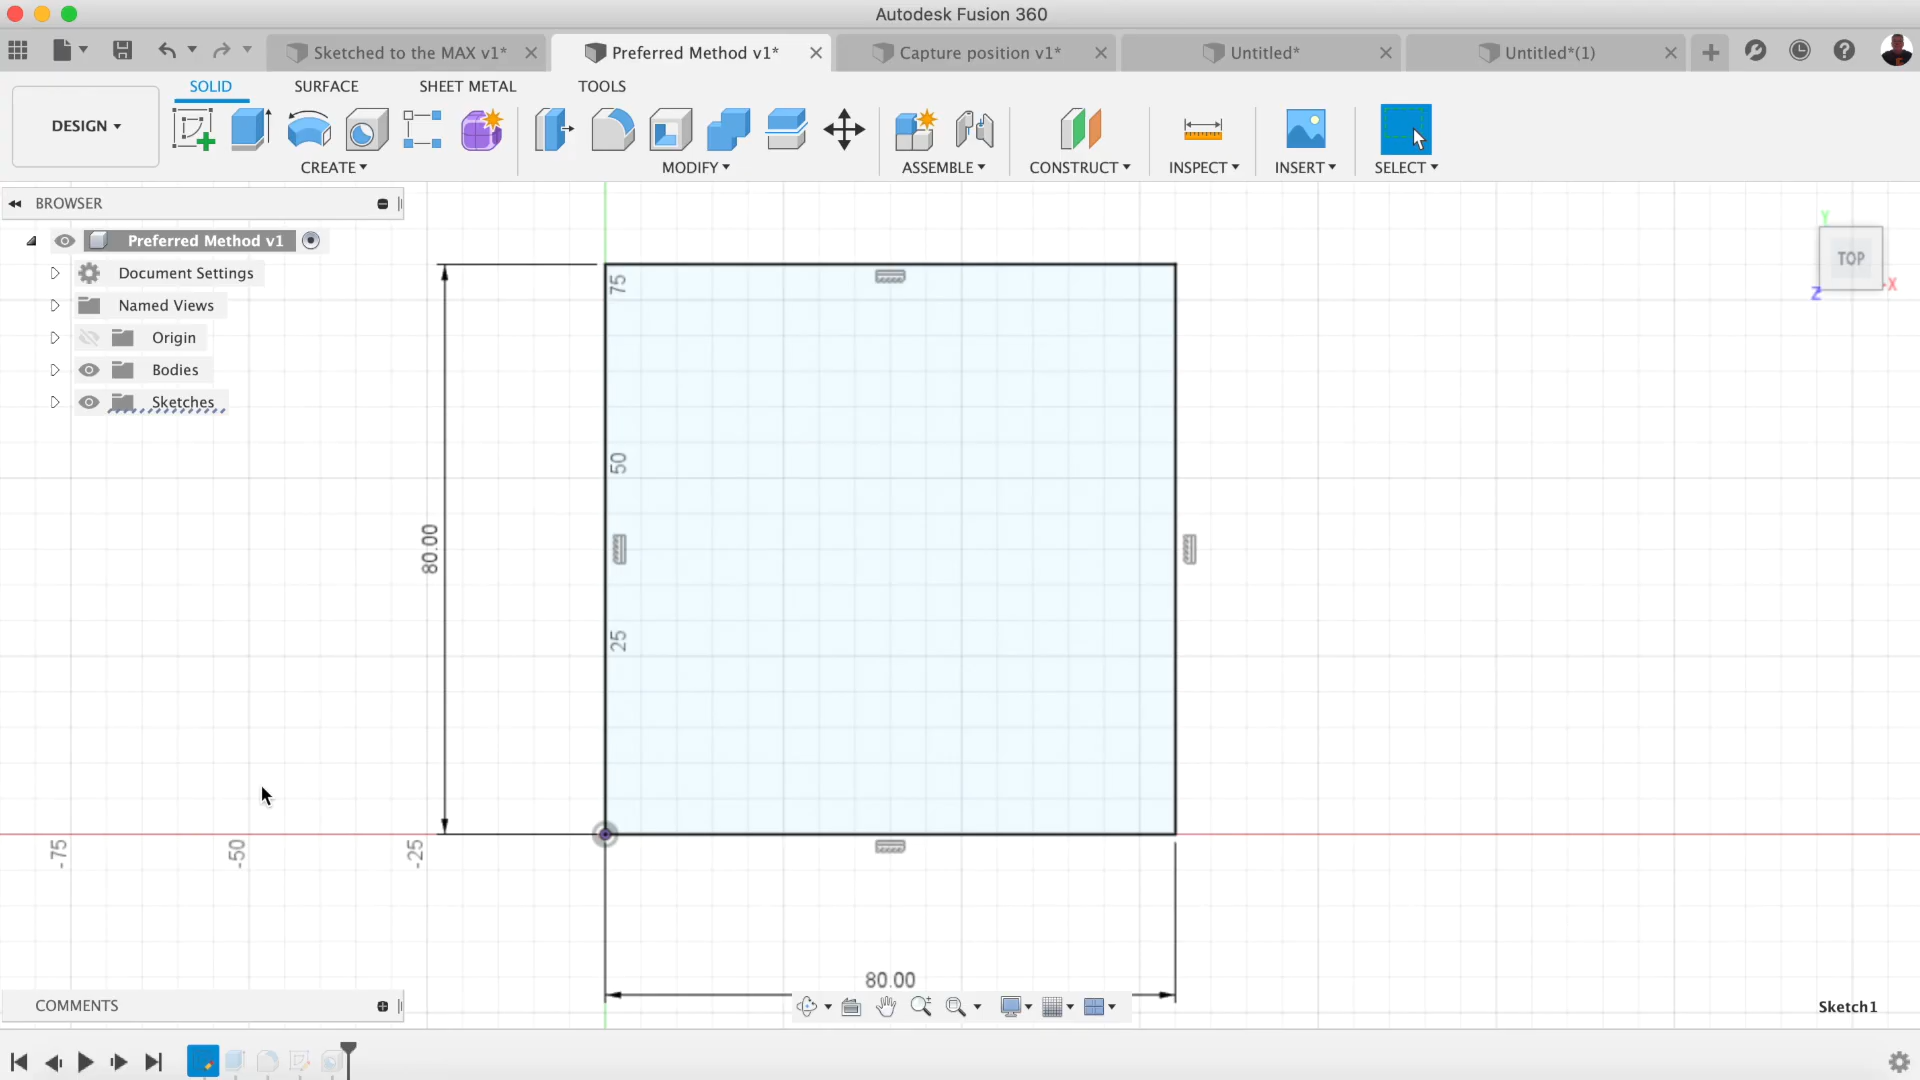 Autodesk Fusion 360
Sketched to the MAX v1*
Preferred Method v1*
Capture position v1*
Untitled*
Untitled*(1)
SOLID
SURFACE
SHEET METAL
TOOLS
DESIGN
CREATE
MODIFY
ASSEMBLE
CONSTRUCT
INSPECT
INSERT
SELECT
BROWSER
Preferred Method v1
Document Settings
Named Views
Origin
Bodies
Sketches
Y
TOP
X
Z
75
50
25
80.00
-75
-50
-25
80.00
COMMENTS
Sketch1